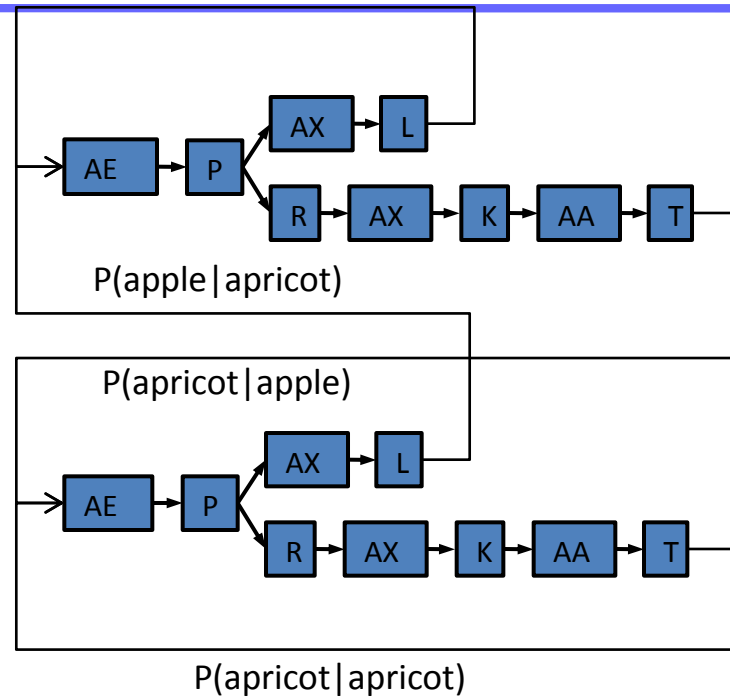 AX L
AE P
R AX K AA T
P(apple|apricot)
P(apricot|apple)
AX L
AE P
R AX K AA T
P(apricot|apricot)